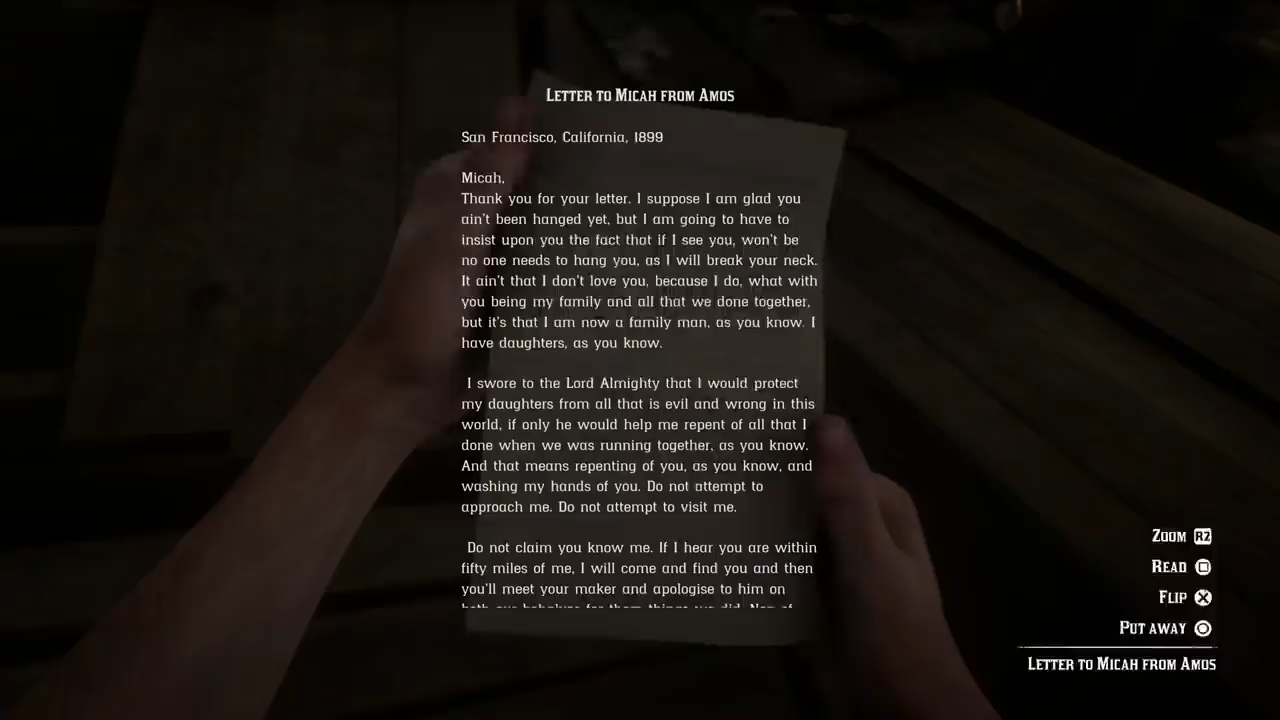 Letter to Micah from Amos
San Francisco, California, 1899
Micah,
Thank you for your letter. I suppose I am glad you
ain't been hanged yet, but I am going to have to
insist upon you the fact that if I see you, won't be
no one needs to hang you, as I will break your neck.
It ain't that I don't love you, because I do, what with
you being my family and all that we done together,
but it's that I am now a family man, as you know. I
have daughters, as you know.
I swore to the Lord Almighty that I would protect
my daughters from all that is evil and wrong in this
world, if only he would help me repent of all that I
done when we was running together, as you know.
And that means repenting of you, as you know, and
washing my hands of you. Do not attempt to
approach me. Do not attempt to visit me.
Do not claim you know me. If I hear you are within
fifty miles of me, I will come and find you and then
you'll meet your maker and apologise to him on
Zoom R2
Read
Flip
Put away
Letter to Micah from Amos